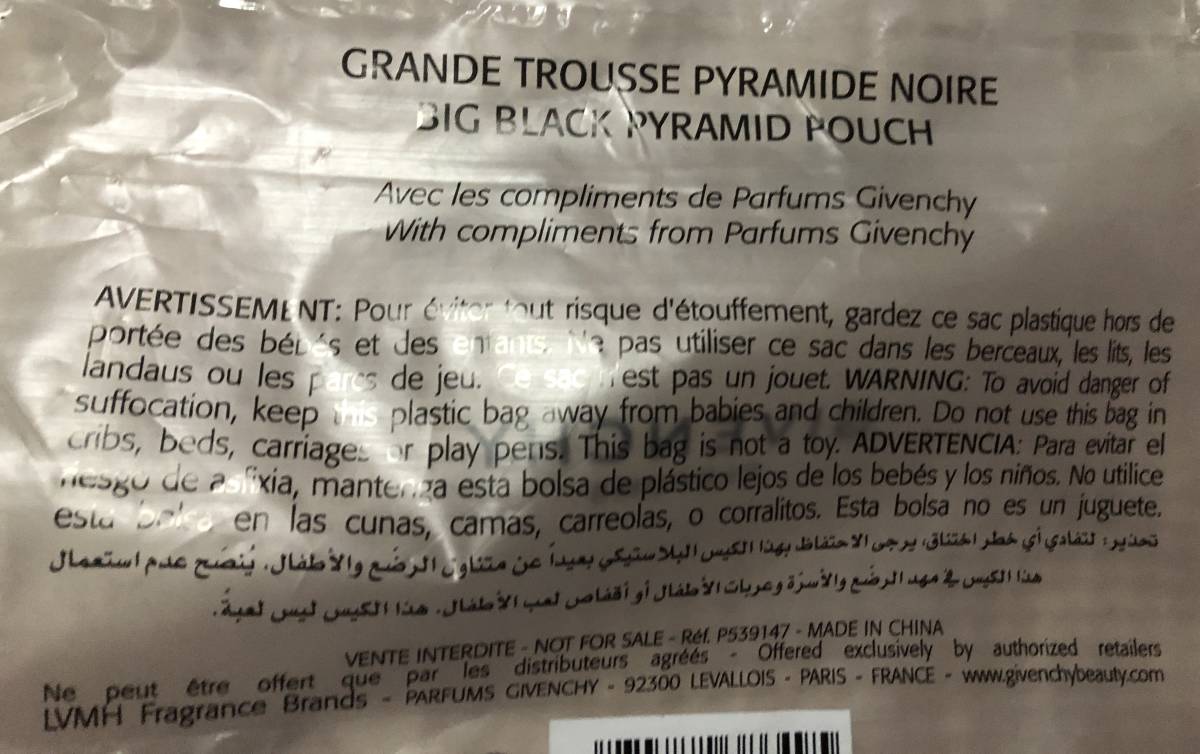 GRANDE TROUSSE PYRAMIDE NOIRE
BIG BLACK PYRAMID POUCH
Avec les compliments de Parfums Givenchy
With compliments from Parfums Givenchy
AVERTISSEMENT: Pour éviter tout risque d'étouffement, gardez ce sac plastique hors de
portée des bébés et des enfants. Ne pas utiliser ce sac dans les berceaux, les lits, les
landaus ou les parcs de jeu. Ce sac n'est pas un jouet. WARNING: To avoid danger of
suffocation, keep this plastic bag away from babies and children. Do not use this bag in
cribs, beds, carriages or play pens. This bag is not a toy. ADVERTENCIA: Para evitar el
riesgo de asfixia, mantenga esta bolsa de plástico lejos de los bebés y los niños. No utilice
esta bolsa en las cunas, camas, carreolas, o corralitos. Esta bolsa no es un juguete.
تحذير: لتفادي أي خطر اختناق، يرجى الاحتفاظ بهذا الكيس البلاستيكي بعيداً عن متناول الرضّع والأطفال. يُنصَح عدم استعمال
هذا الكيس في مهد الرضّع والأسرّة وعربات الأطفال أو أقفاص لعب الأطفال. هذا الكيس ليس لعبةً.
VENTE INTERDITE - NOT FOR SALE - Réf. P539147 - MADE IN CHINA
Ne peut être offert que par les distributeurs agréés - Offered exclusively by authorized retailers
LVMH Fragrance Brands - PARFUMS GIVENCHY - 92300 LEVALLOIS - PARIS - FRANCE - www.givenchybeauty.com